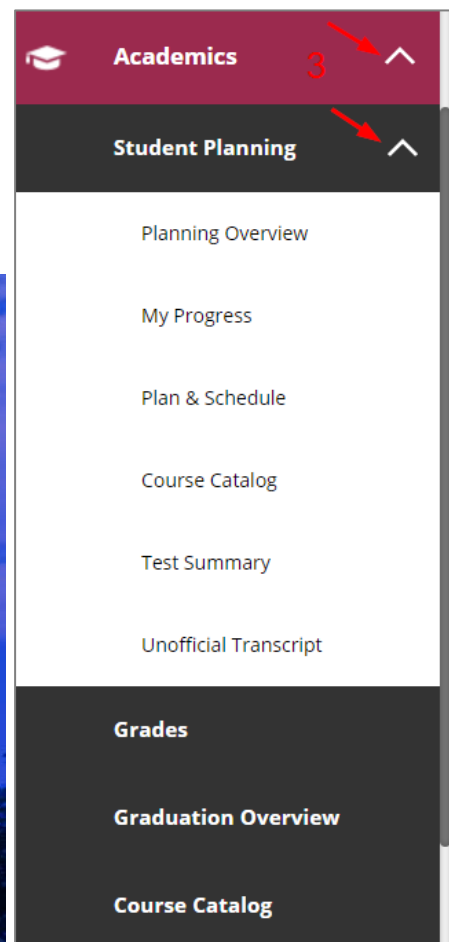 Academics 3
Student Planning
Planning Overview
My Progress
Plan & Schedule
Course Catalog
Test Summary
Unofficial Transcript
Grades
Graduation Overview
Course Catalog